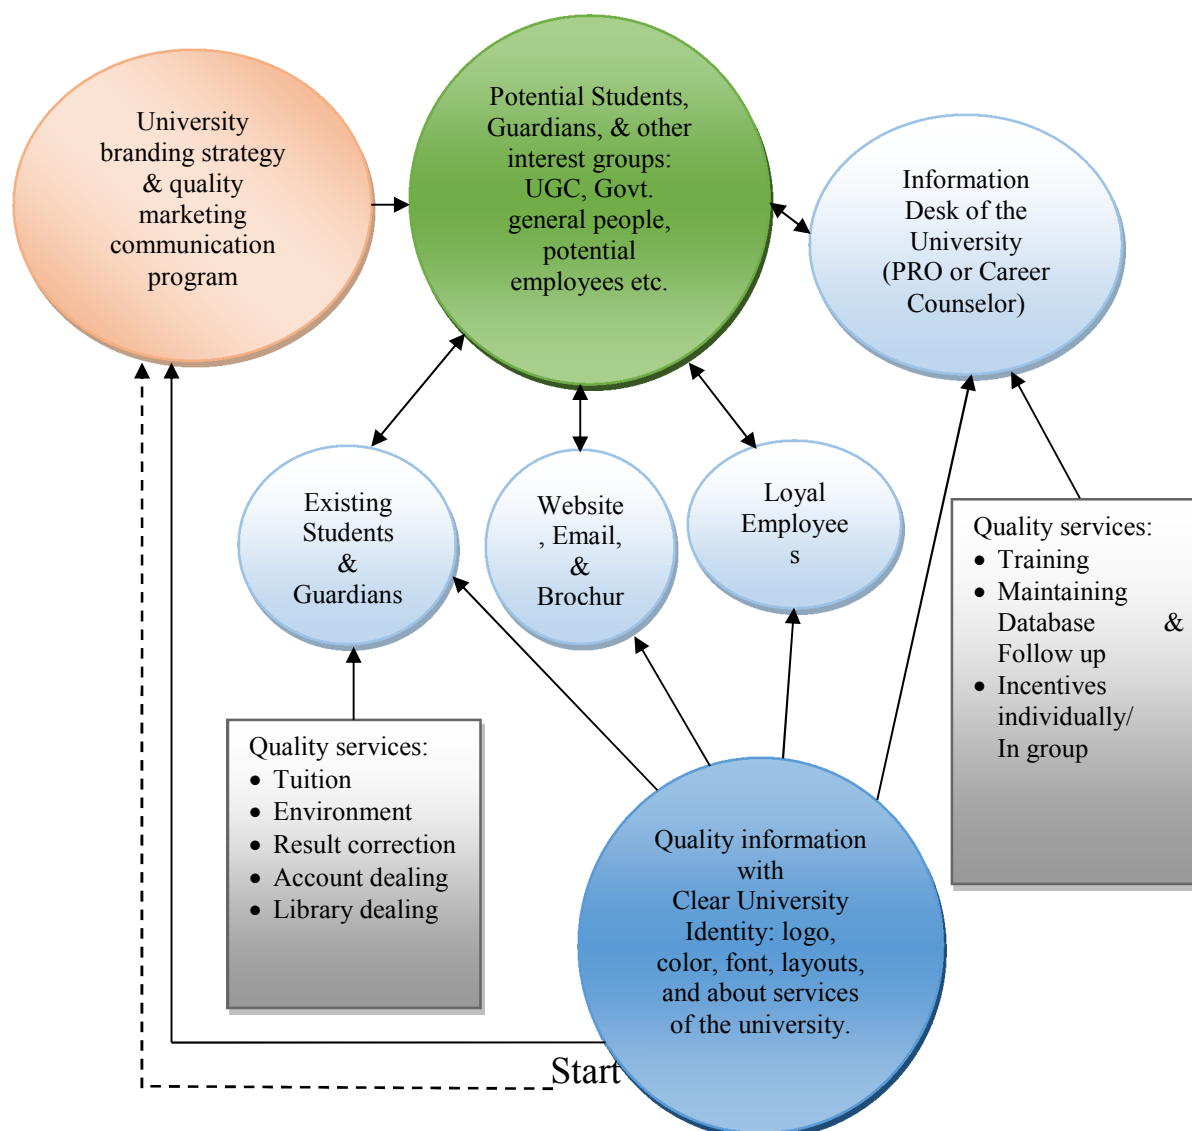 University
branding strategy
& quality
marketing
communication
program
Potential Students,
Guardians, & other
interest groups:
UGC, Govt.
general people,
potential
employees etc.
Information
Desk of the
University
(PRO or Career
Counselor)
Existing
Students
&
Guardians
Website
, Email,
&
Brochur
Loyal
Employee
s
Quality services:
• Training
• Maintaining
Database &
Follow up
• Incentives
individually/
In group
Quality services:
• Tuition
• Environment
• Result correction
• Account dealing
• Library dealing
Quality information
with
Clear University
Identity: logo,
color, font, layouts,
and about services
of the university.
Start